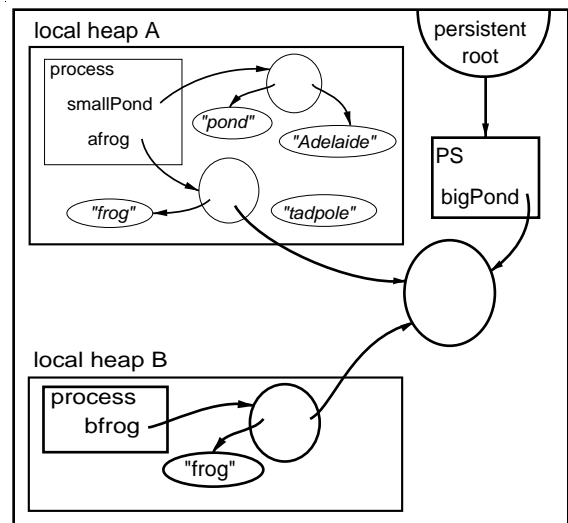 local heap A
persistent
root
process
smallPond
afrog
"pond"
"Adelaide"
"frog"
"tadpole"
PS
bigPond
local heap B
process
bfrog
"frog"